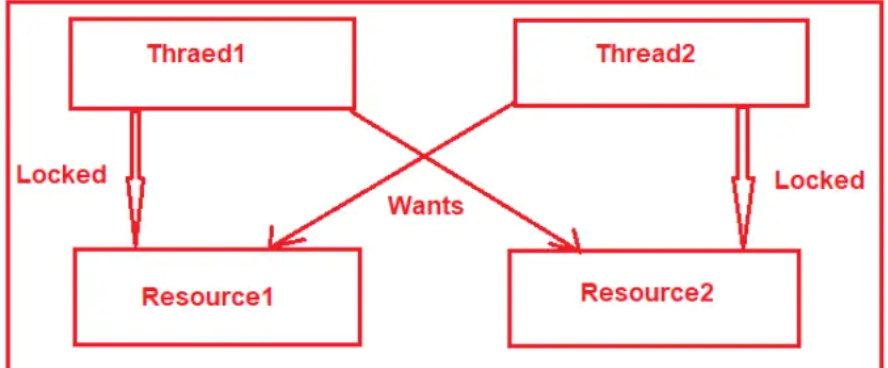 Thraed1
Thread2
Locked
Locked
Wants
Resource1
Resource2